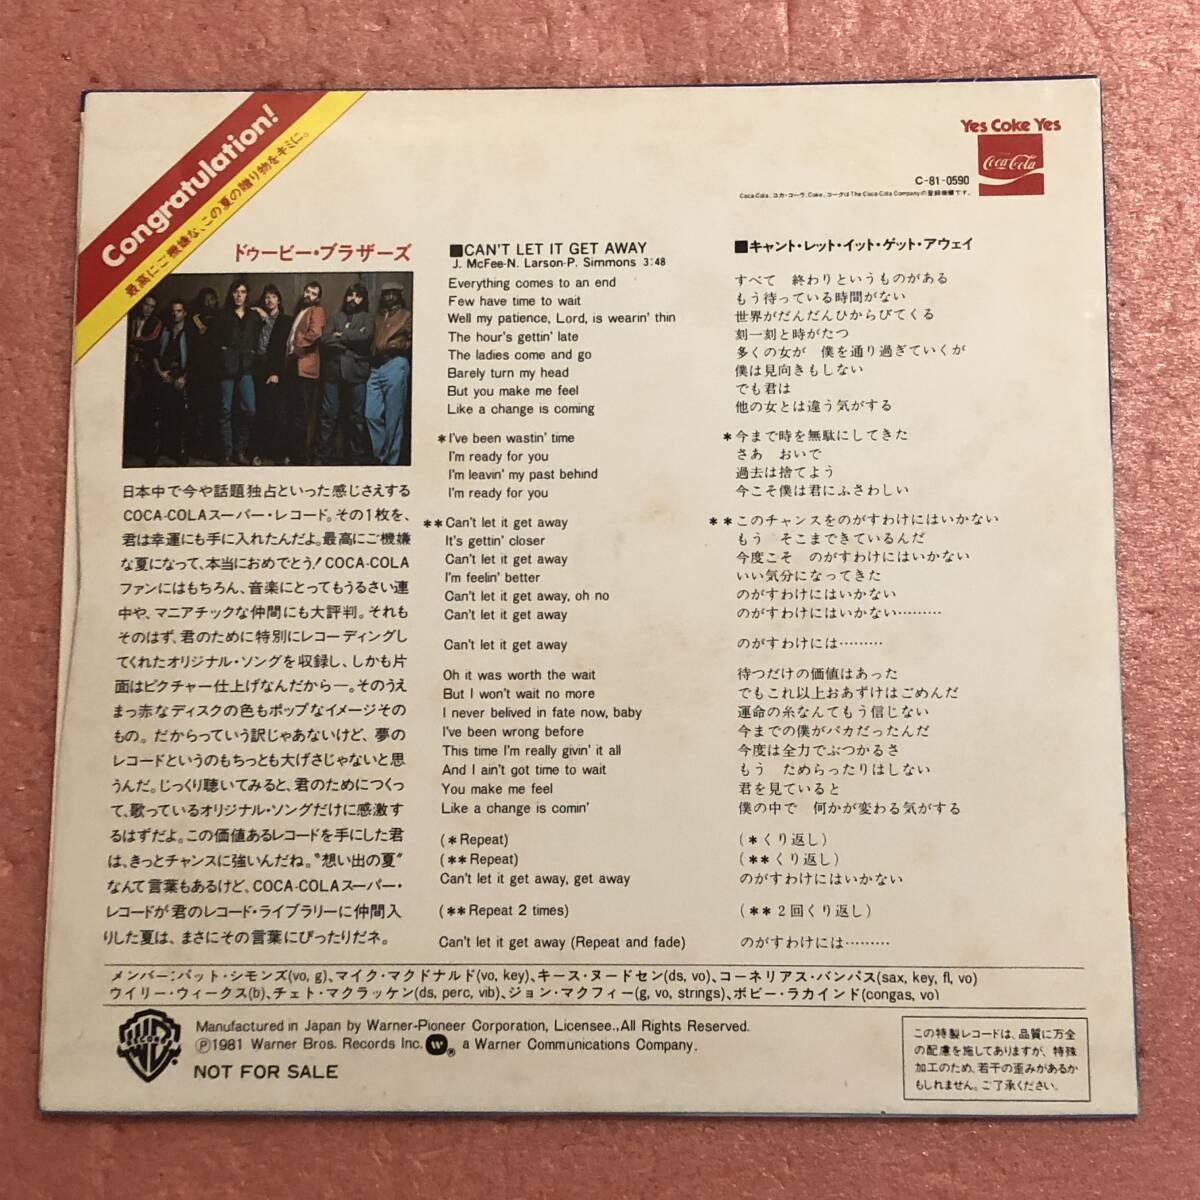 Congratulation!
最高にご機嫌な、この夏の贈り物をキミに。
Yes Coke Yes
Coca-Cola
C-81-0590
Coca-Cola、コカ・コーラ、Coke、コークはThe Coca-Cola Companyの登録商標です。
ドゥービー・ブラザーズ
日本中で今や話題独占といった感じさえする
COCA-COLAスーパー・レコード。その1枚を、
君は幸運にも手に入れたんだよ。最高にご機嫌
な夏になって、本当におめでとう!COCA-COLA
ファンにはもちろん、音楽にとってもうるさい連
中や、マニアチックな仲間にも大評判。それも
そのはず、君のために特別にレコーディングし
てくれたオリジナル・ソングを収録し、しかも片
面はピクチャー仕上げなんだから―。そのうえ
まっ赤なディスクの色もポップなイメージその
もの。だからっていう訳じゃあないけど、夢の
レコードというのもちっとも大げさじゃないと思
うんだ。じっくり聴いてみると、君のためにつくっ
て、歌っているオリジナル・ソングだけに感激す
るはずだよ。この価値あるレコードを手にした君
は、きっとチャンスに強いんだね。“想い出の夏”
なんて言葉もあるけど、COCA-COLAスーパー・
レコードが君のレコード・ライブラリーに仲間入
りした夏は、まさにその言葉にぴったりだネ。
■CAN'T LET IT GET AWAY
J. McFee-N. Larson-P. Simmons 3:48
Everything comes to an end
Few have time to wait
Well my patience, Lord, is wearin' thin
The hour's gettin' late
The ladies come and go
Barely turn my head
But you make me feel
Like a change is coming
*I've been wastin' time
I'm ready for you
I'm leavin' my past behind
I'm ready for you
**Can't let it get away
It's gettin' closer
Can't let it get away
I'm feelin' better
Can't let it get away, oh no
Can't let it get away
Can't let it get away
Oh it was worth the wait
But I won't wait no more
I never belived in fate now, baby
I've been wrong before
This time I'm really givin' it all
And I ain't got time to wait
You make me feel
Like a change is comin'
(*Repeat)
(**Repeat)
Can't let it get away, get away
(**Repeat 2 times)
Can't let it get away (Repeat and fade)
■キャント・レット・イット・ゲット・アウェイ
すべて 終わりというものがある
もう待っている時間がない
世界がだんだんひからびてくる
刻一刻と時がたつ
多くの女が 僕を通り過ぎていくが
僕は見向きもしない
でも君は
他の女とは違う気がする
*今まで時を無駄にしてきた
さあ おいで
過去は捨てよう
今こそ僕は君にふさわしい
**このチャンスをのがすわけにはいかない
もう そこまできているんだ
今度こそ のがすわけにはいかない
いい気分になってきた
のがすわけにはいかない
のがすわけにはいかない………
のがすわけには………
待つだけの価値はあった
でもこれ以上おあずけはごめんだ
運命の糸なんてもう信じない
今までの僕がバカだったんだ
今度は全力でぶつかるさ
もう ためらったりはしない
君を見ていると
僕の中で 何かが変わる気がする
(*くり返し)
(**くり返し)
のがすわけにはいかない
(**2回くり返し)
のがすわけには………
メンバー:パット・シモンズ(vo, g)、マイク・マクドナルド(vo, key)、キース・ヌードセン(ds, vo)、コーネリアス・バンパス(sax, key, fl, vo)
ウイリー・ウィークス(b)、チェト・マクラッケン(ds, perc, vib)、ジョン・マクフィー(g, vo, strings)、ボビー・ラカインド(congas, vo)
Manufactured in Japan by Warner-Pioneer Corporation, Licensee.,All Rights Reserved.
Ⓟ1981 Warner Bros. Records Inc. ® a Warner Communications Company.
NOT FOR SALE
この特製レコードは、品質に万全
の配慮を施してありますが、特殊
加工のため、若干の歪みがあるか
もしれません。ご了承ください。